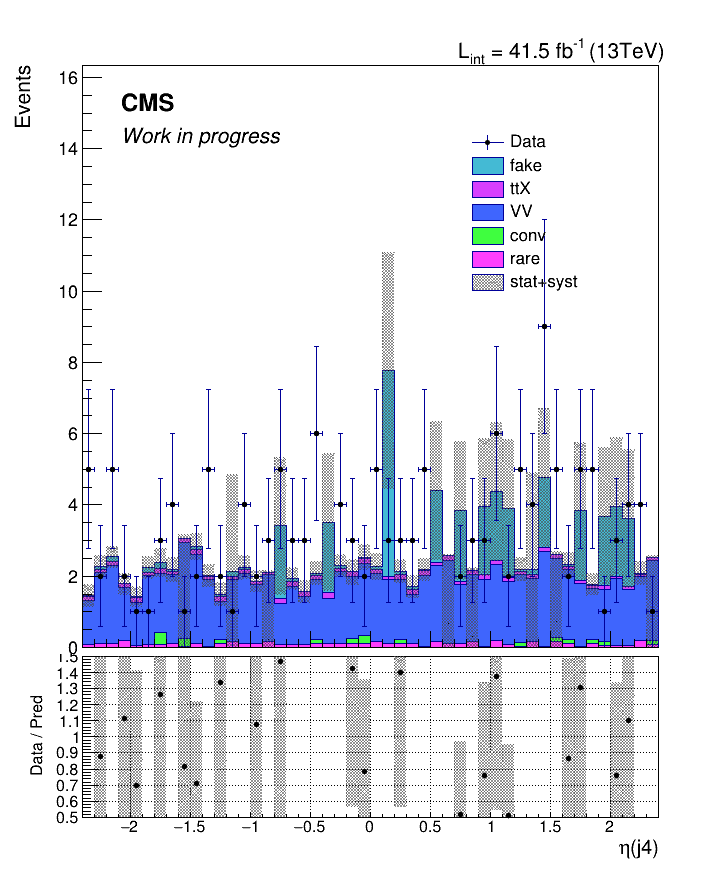 L_int = 41.5 fb^-1 (13TeV)
Events
CMS
Work in progress
Data
fake
ttX
VV
conv
rare
stat+syst
16
14
12
10
8
6
4
2
0
Data / Pred
1.5
1.4
1.3
1.2
1.1
1
0.9
0.8
0.7
0.6
0.5
−2 −1.5 −1 −0.5 0 0.5 1 1.5 2
η(j4)